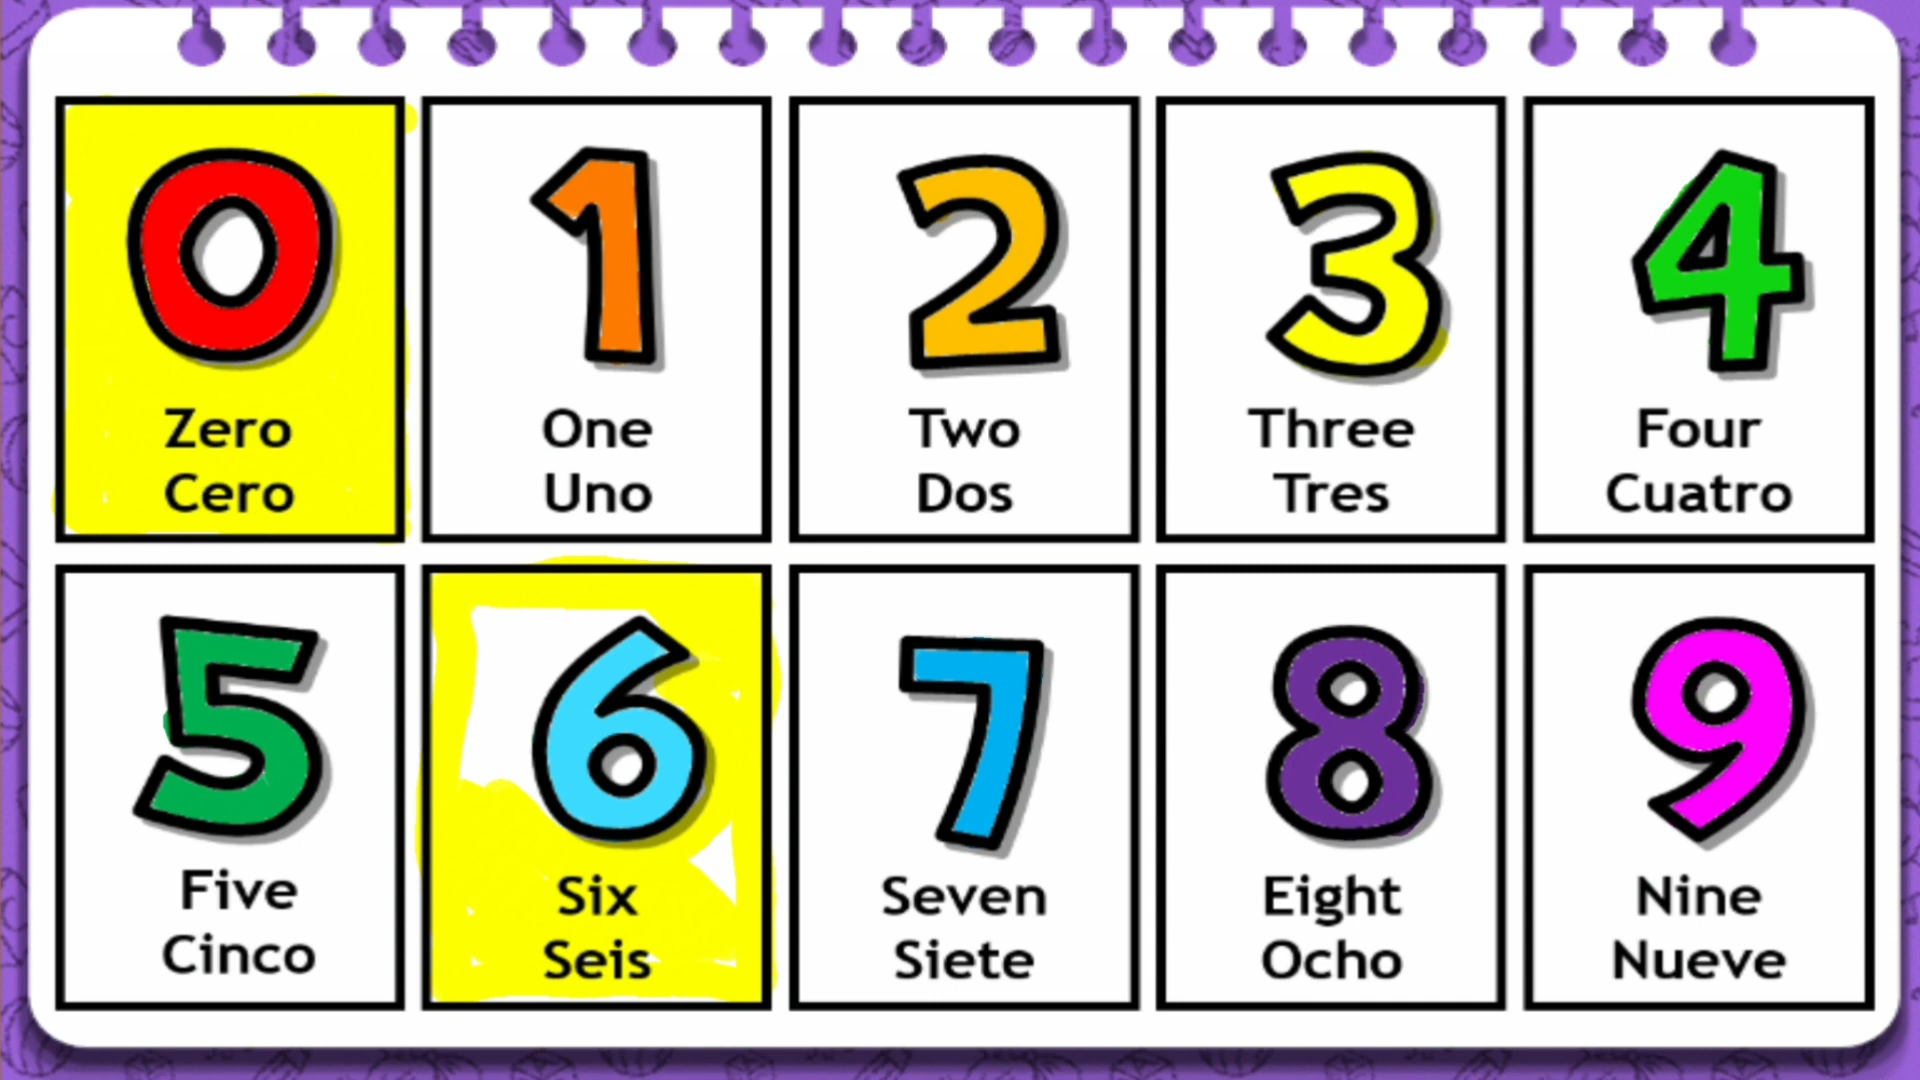 0 1 2 3 4
Zero One Two Three Four
Cero Uno Dos Tres Cuatro
5 6 7 8 9
Five Six Seven Eight Nine
Cinco Seis Siete Ocho Nueve